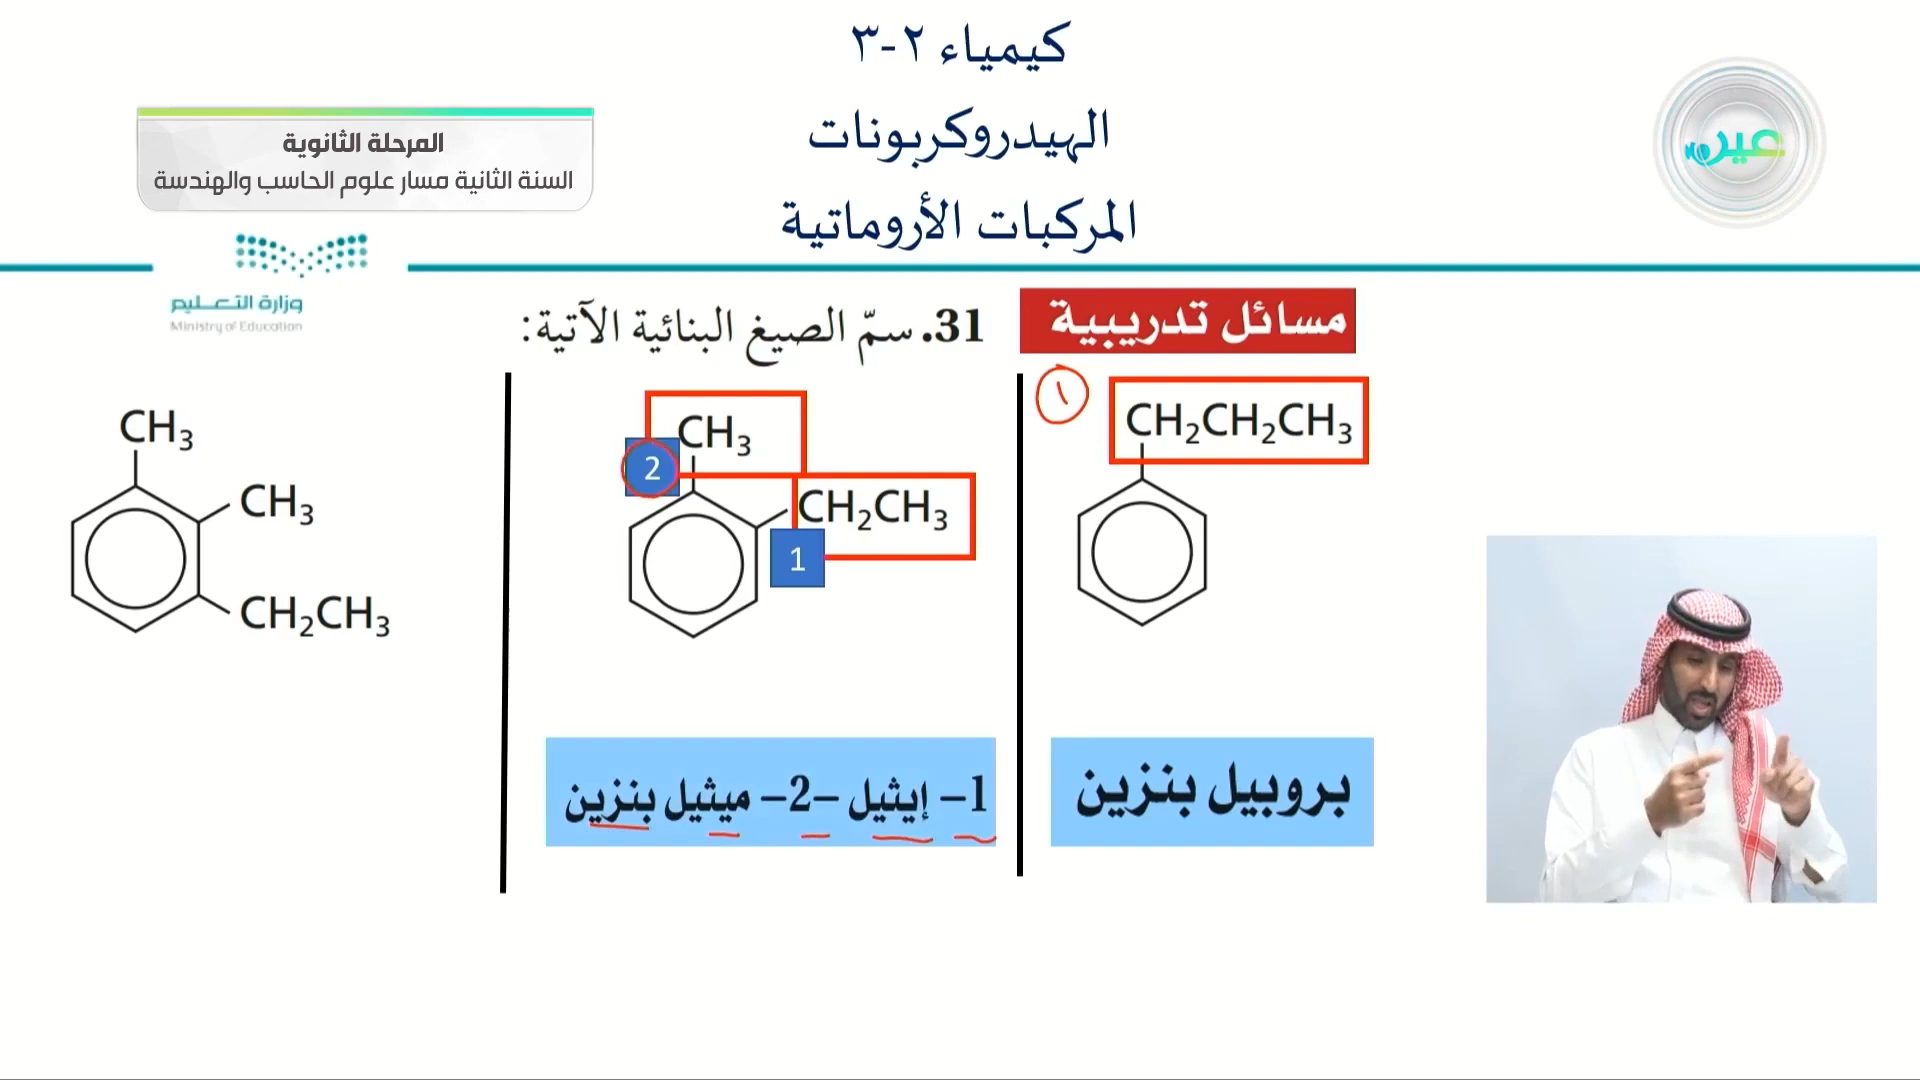 كيمياء ٢-٣
الهيدروكربونات
المركبات الأروماتية
عين
المرحلة الثانوية
السنة الثانية مسار علوم الحاسب والهندسة
وزارة التعليم
Ministry of Education
مسائل تدريبية
31. سمّ الصيغ البنائية الآتية:
١
CH₂CH₂CH₃
بروبيل بنزين
CH₃
2
CH₂CH₃
1
1– إيثيل –2– ميثيل بنزين
CH₃
CH₃
CH₂CH₃